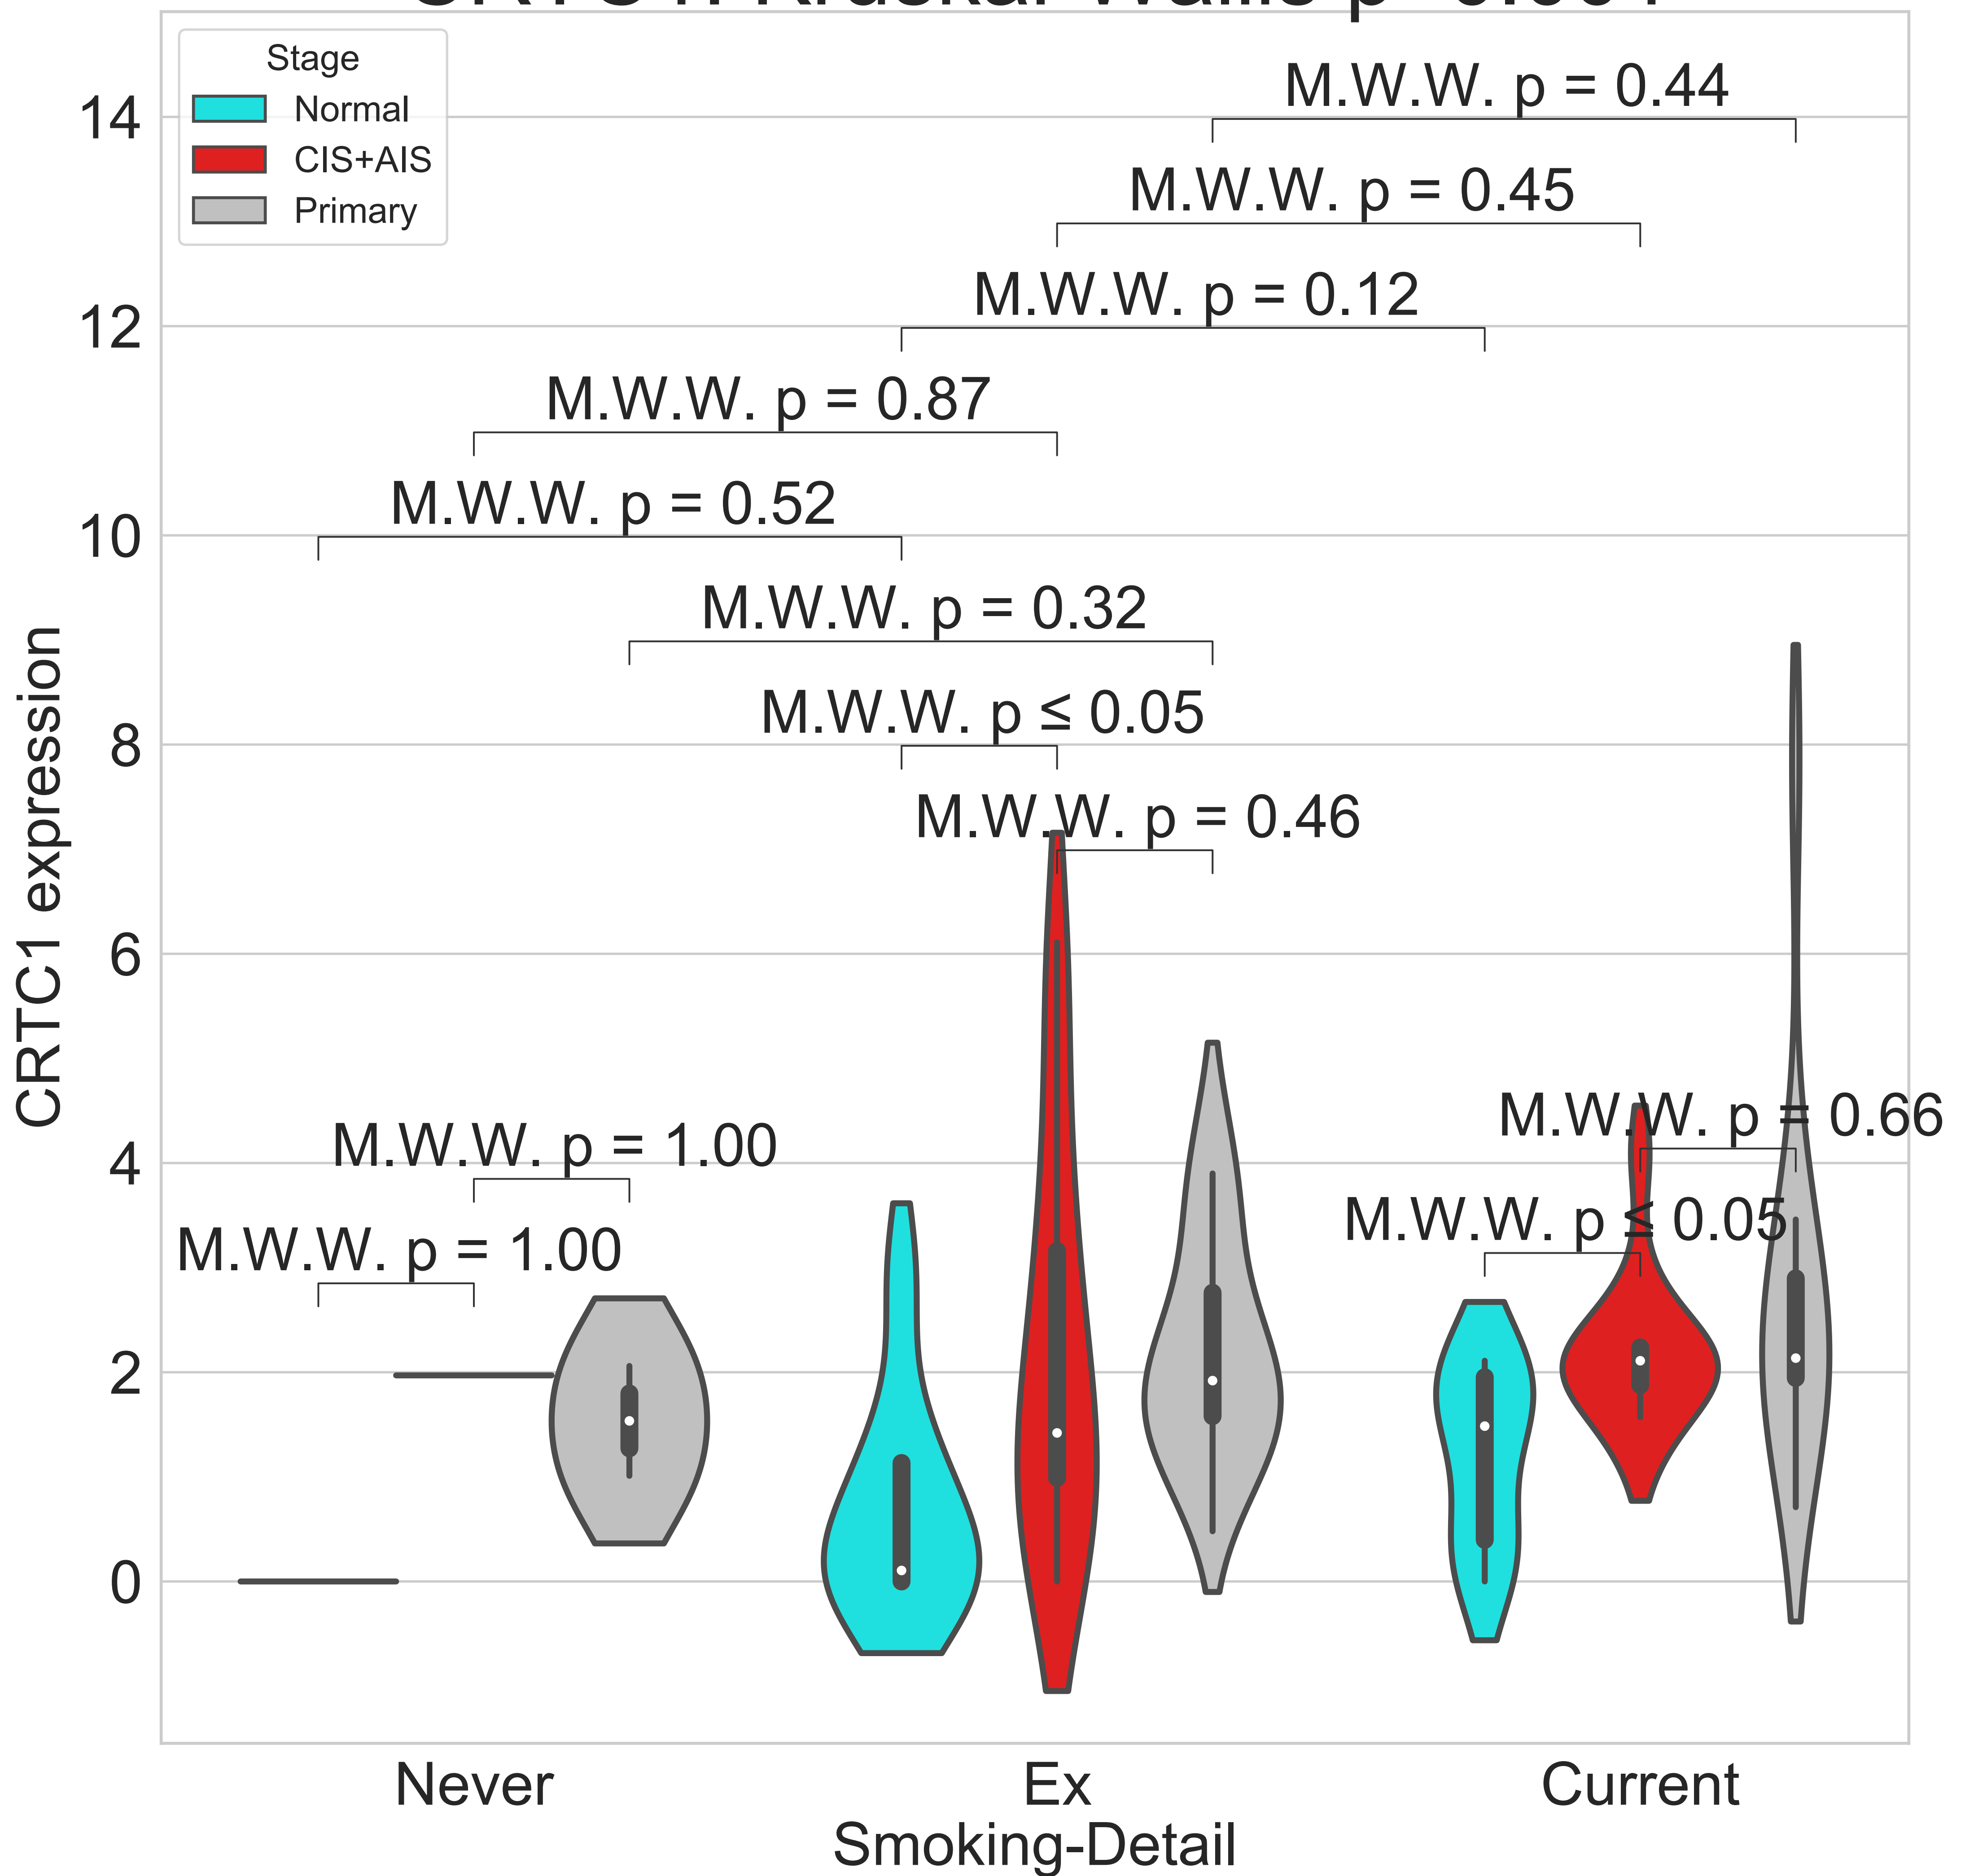 Stage
Normal
CIS+AIS
Primary
M.W.W. p = 0.44
M.W.W. p = 0.45
M.W.W. p = 0.12
M.W.W. p = 0.87
M.W.W. p = 0.52
M.W.W. p = 0.32
M.W.W. p ≤ 0.05
M.W.W. p = 0.46
M.W.W. p = 0.66
M.W.W. p = 1.00
M.W.W. p ≤ 0.05
M.W.W. p = 1.00
14
12
10
8
6
4
2
0
CRTC1 expression
Never
Ex
Current
Smoking-Detail